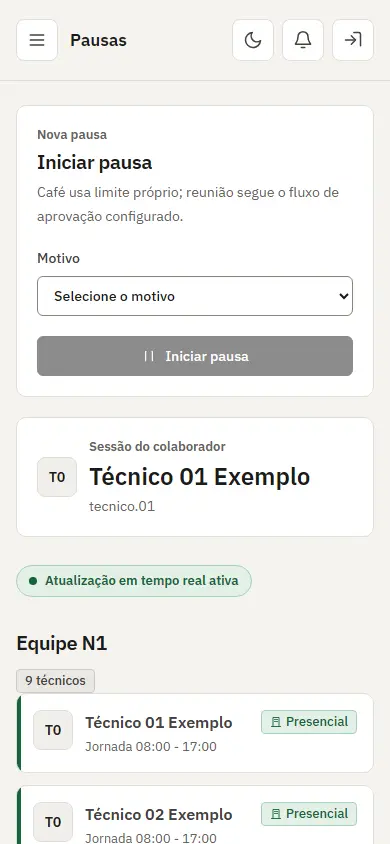 Pausas
Nova pausa
Iniciar pausa
Café usa limite próprio; reunião segue o fluxo de
aprovação configurado.
Motivo
Selecione o motivo
Iniciar pausa
Sessão do colaborador
T0
Técnico 01 Exemplo
tecnico.01
Atualização em tempo real ativa
Equipe N1
9 técnicos
T0
Técnico 01 Exemplo
Presencial
Jornada 08:00 - 17:00
T0
Técnico 02 Exemplo
Presencial
Jornada 08:00 - 17:00